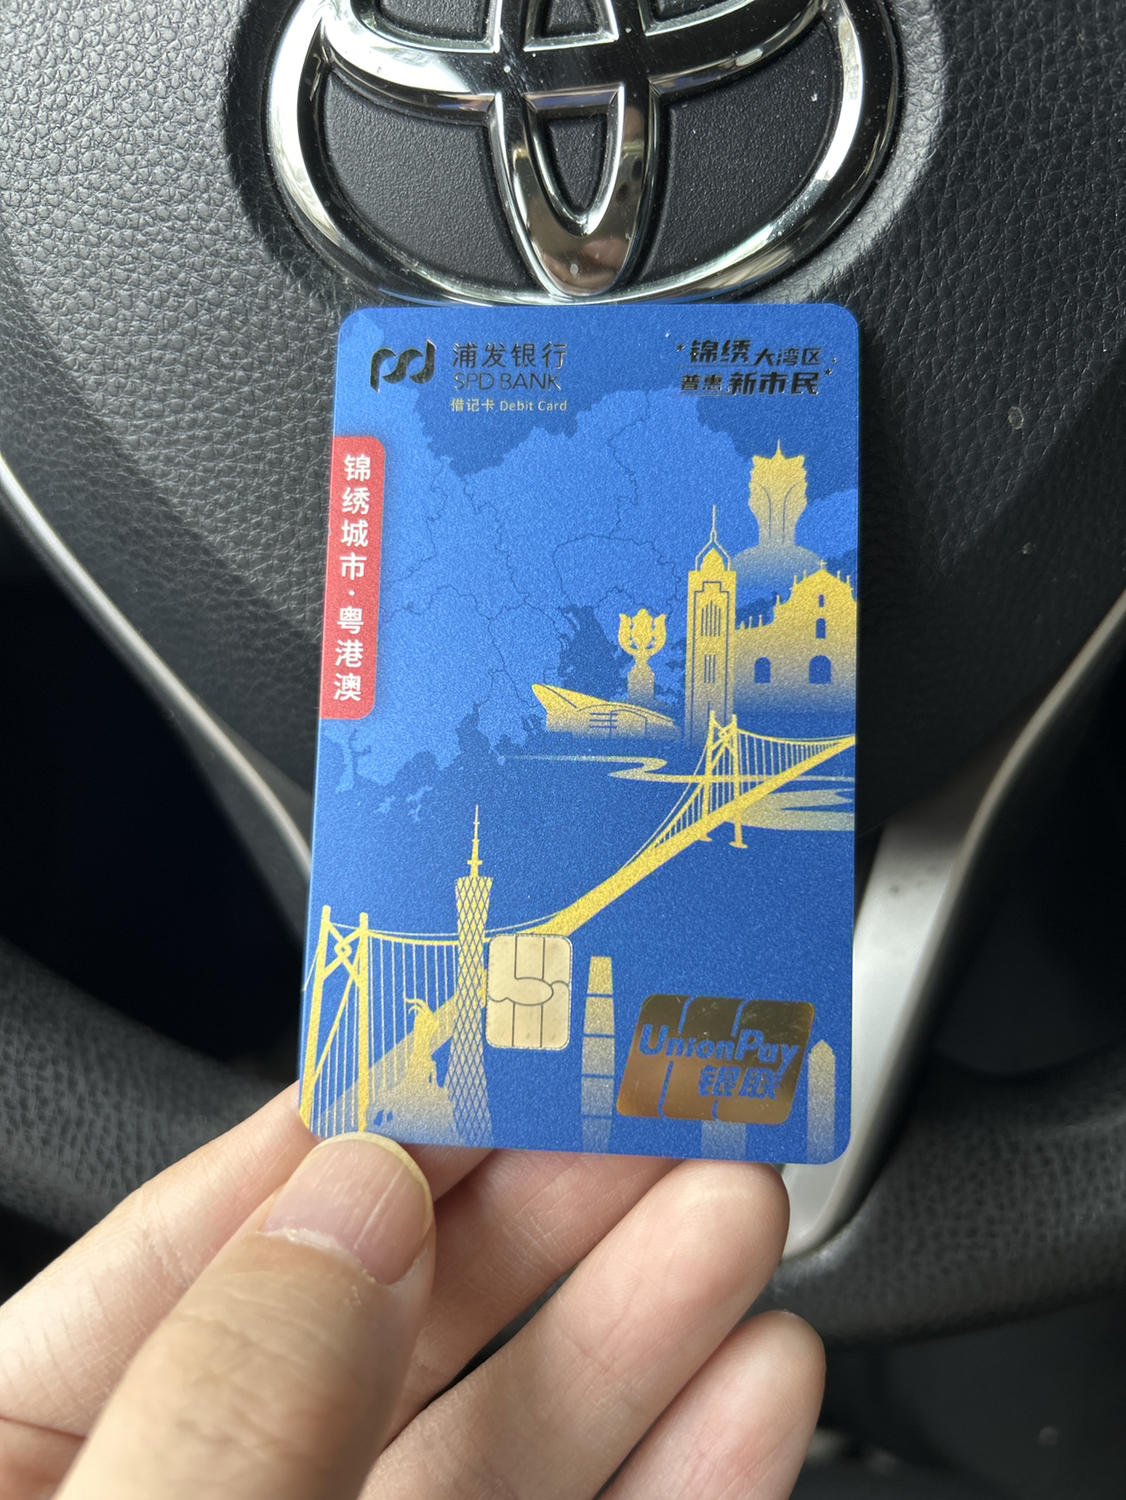 浦发银行
SPD BANK
借记卡 Debit Card
锦绣大湾区
普惠新市民
锦绣城市·粤港澳
UnionPay
银联